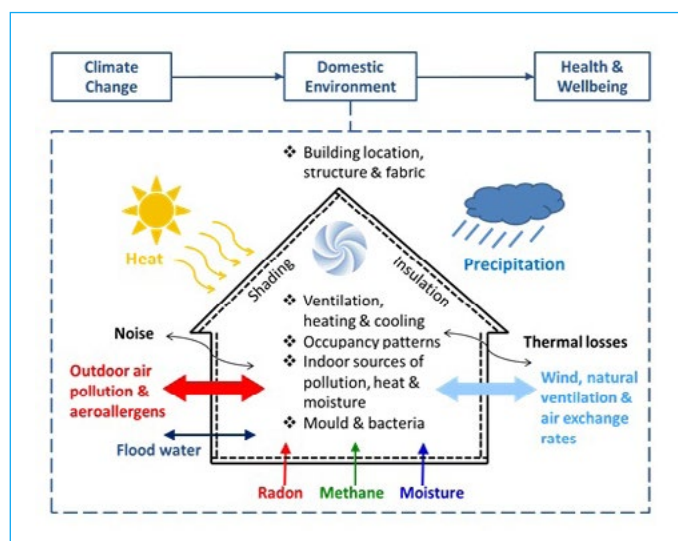 Climate
Change
Domestic
Environment
Health &
Wellbeing
❖ Building location,
structure & fabric
Heat
Precipitation
Shading
Insulation
❖ Ventilation,
heating & cooling
❖ Occupancy patterns
❖ Indoor sources of
pollution, heat &
moisture
❖ Mould & bacteria
Noise
Thermal losses
Outdoor air
pollution &
aeroallergens
Wind, natural
ventilation &
air exchange
rates
Flood water
Radon
Methane
Moisture